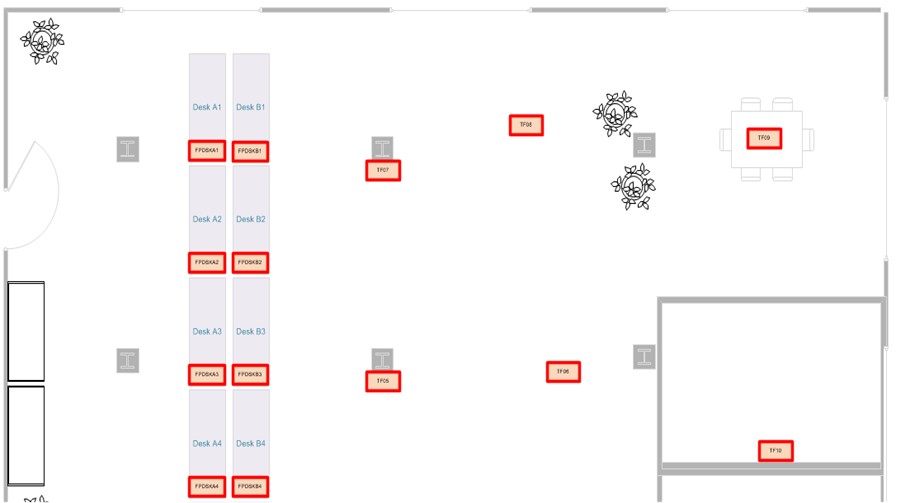 Desk A1
Desk B1
TF08
TF09
FPDSKA1
FPDSKB1
TF07
Desk A2
Desk B2
FPDSKA2
FPDSKB2
Desk A3
Desk B3
FPDSKA3
FPDSKB3
TF06
Desk A4
Desk B4
TF10
FPDSKA4
FPDSKB4